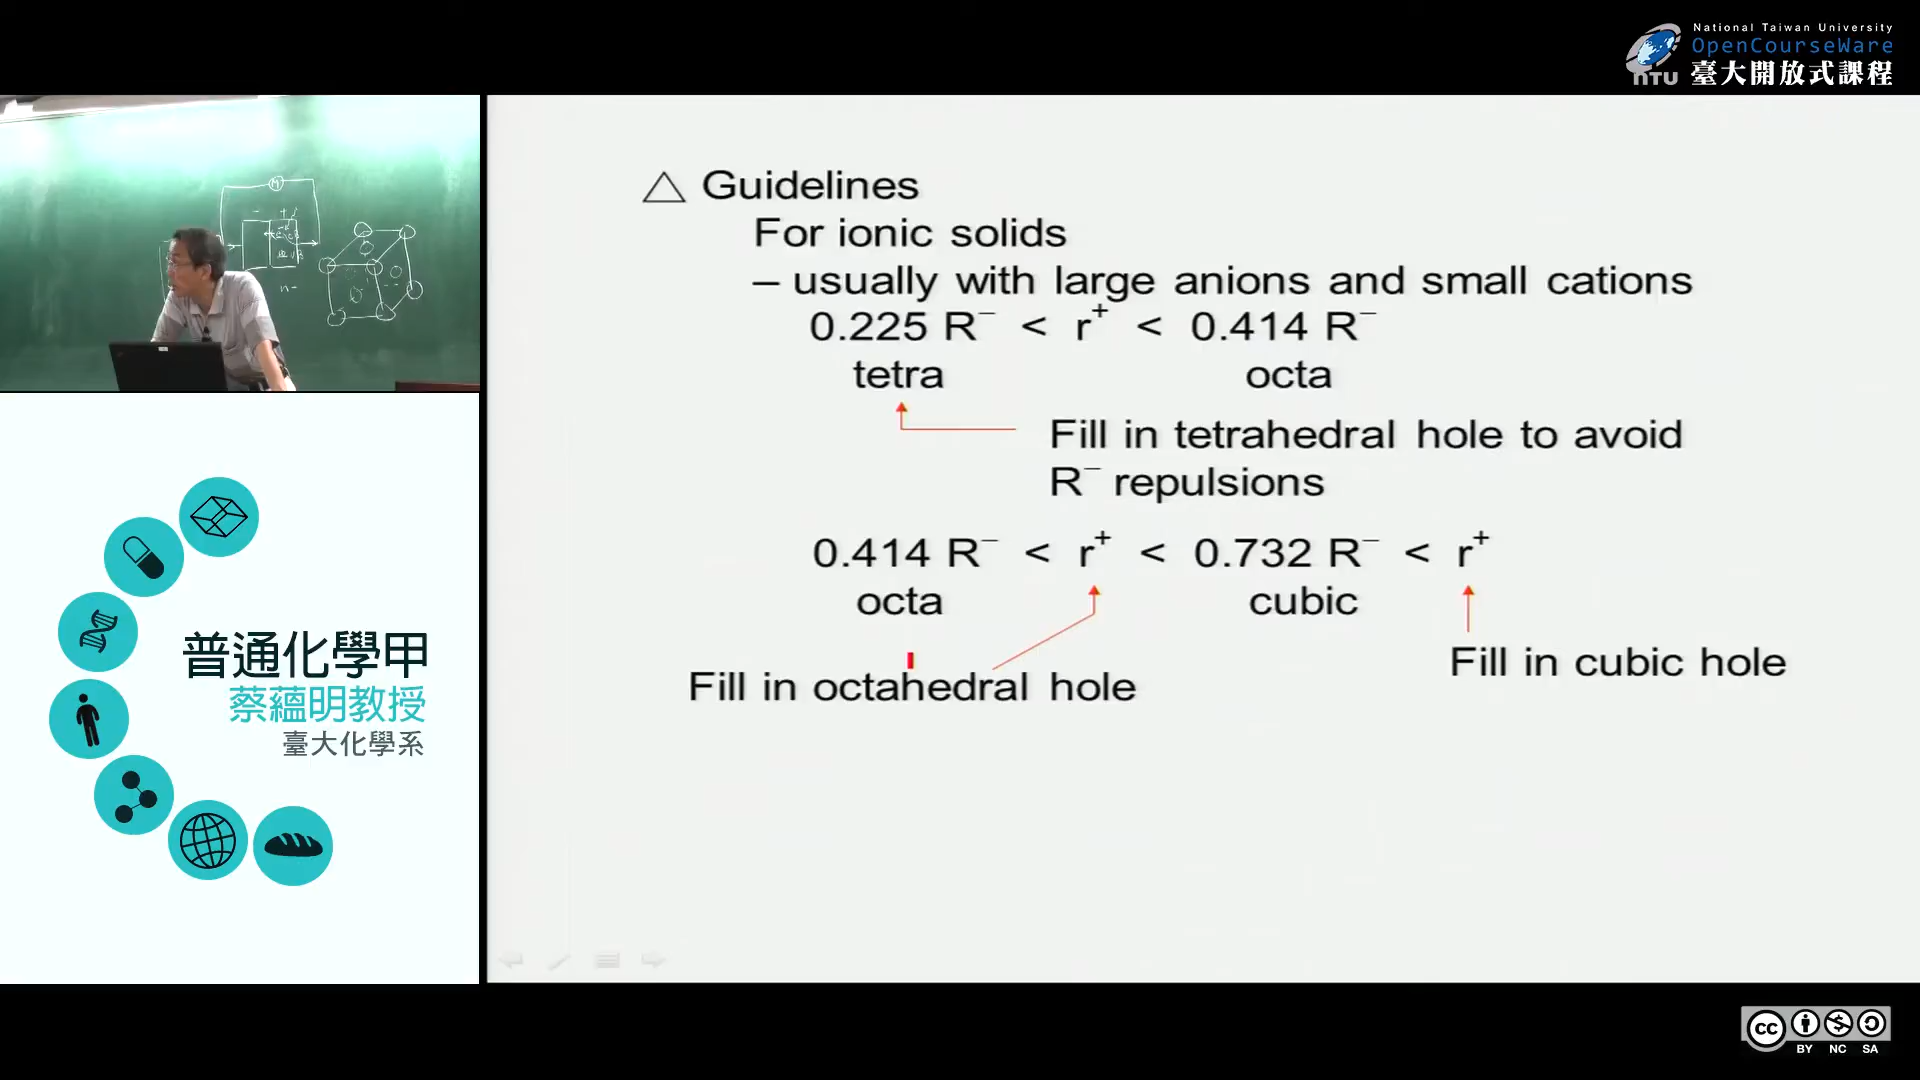 National Taiwan University
OpenCourseWare
NTU 臺大開放式課程
△ Guidelines
For ionic solids
– usually with large anions and small cations
0.225 R⁻ < r⁺ < 0.414 R⁻
tetra octa
Fill in tetrahedral hole to avoid
R⁻ repulsions
0.414 R⁻ < r⁺ < 0.732 R⁻ < r⁺
octa cubic
Fill in cubic hole
Fill in octahedral hole
普通化學甲
蔡蘊明教授
臺大化學系
M
- +
n-
cc
BY NC SA